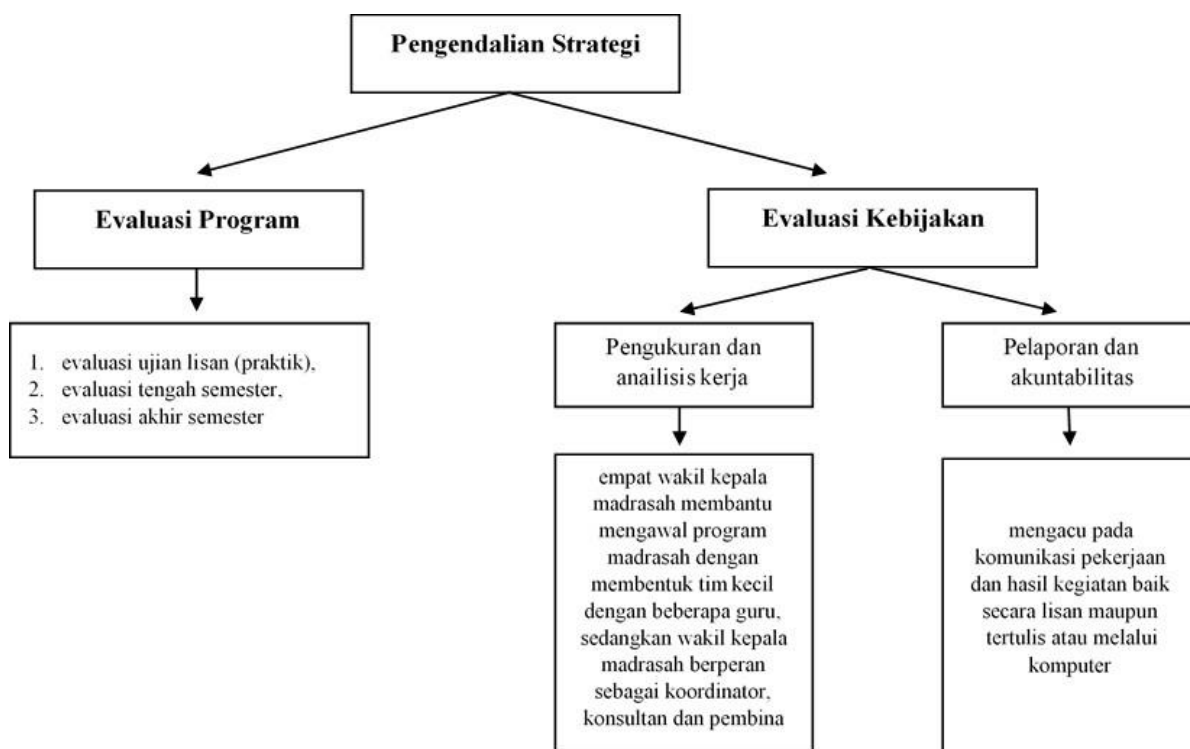 Pengendalian Strategi
Evaluasi Program
Evaluasi Kebijakan
1. evaluasi ujian lisan (praktik),
2. evaluasi tengah semester,
3. evaluasi akhir semester
Pengukuran dan
anailisis kerja
Pelaporan dan
akuntabilitas
empat wakil kepala
madrasah membantu
mengawal program
madrasah dengan
membentuk tim kecil
dengan beberapa guru,
sedangkan wakil kepala
madrasah berperan
sebagai koordinator,
konsultan dan pembina
mengacu pada
komunikasi pekerjaan
dan hasil kegiatan baik
secara lisan maupun
tertulis atau melalui
komputer